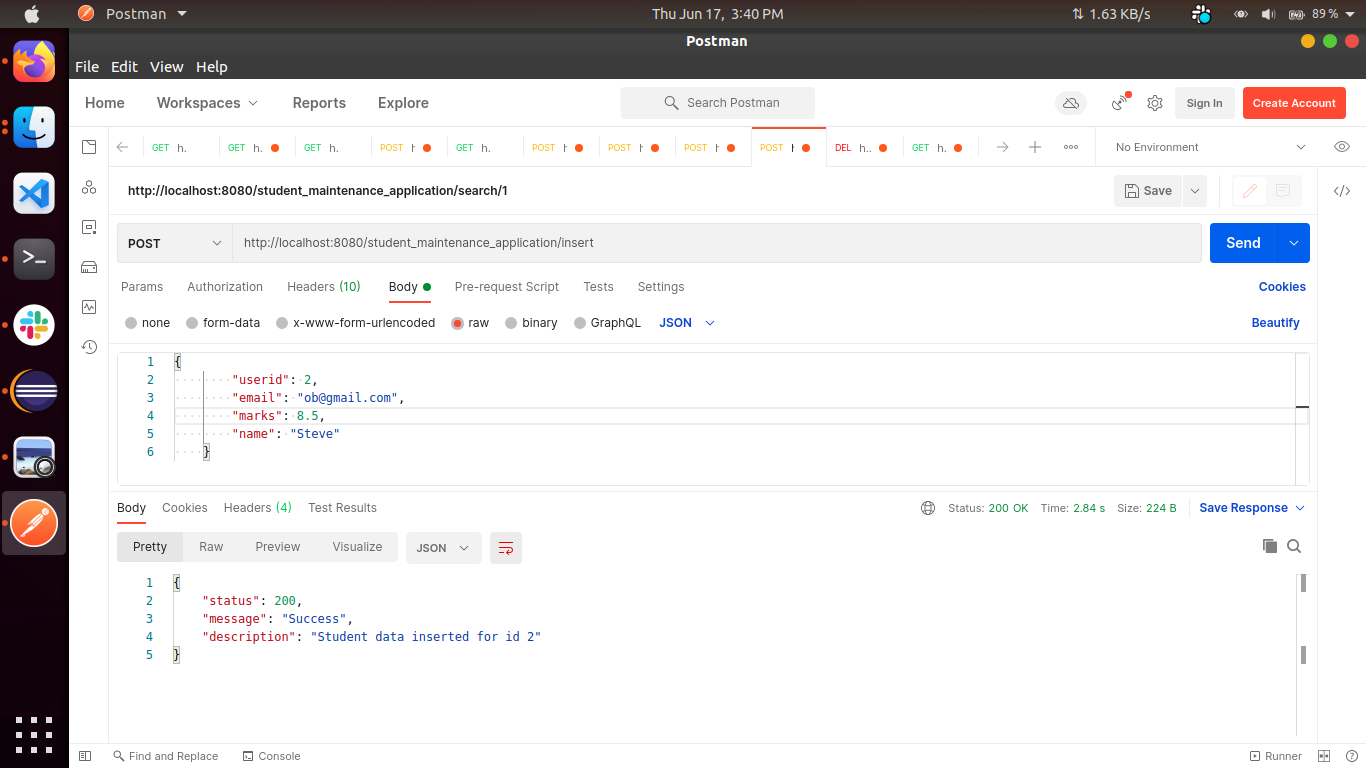 Postman
Thu Jun 17, 3:40 PM
1.63 KB/s
89 %
Postman
File Edit View Help
Home Workspaces Reports Explore
Search Postman
Sign In
Create Account
GET h. GET h. GET h. POST h GET h. POST h POST h POST h POST h DEL h.. GET h.
No Environment
http://localhost:8080/student_maintenance_application/search/1
Save
POST
http://localhost:8080/student_maintenance_application/insert
Send
Params Authorization Headers (10) Body Pre-request Script Tests Settings
Cookies
none form-data x-www-form-urlencoded raw binary GraphQL JSON
Beautify
1 {
2 "userid": 2,
3 "email": "ob@gmail.com",
4 "marks": 8.5,
5 "name": "Steve"
6 }
Body Cookies Headers (4) Test Results
Status: 200 OK Time: 2.84 s Size: 224 B
Save Response
Pretty Raw Preview Visualize JSON
1 {
2 "status": 200,
3 "message": "Success",
4 "description": "Student data inserted for id 2"
5 }
Find and Replace Console
Runner